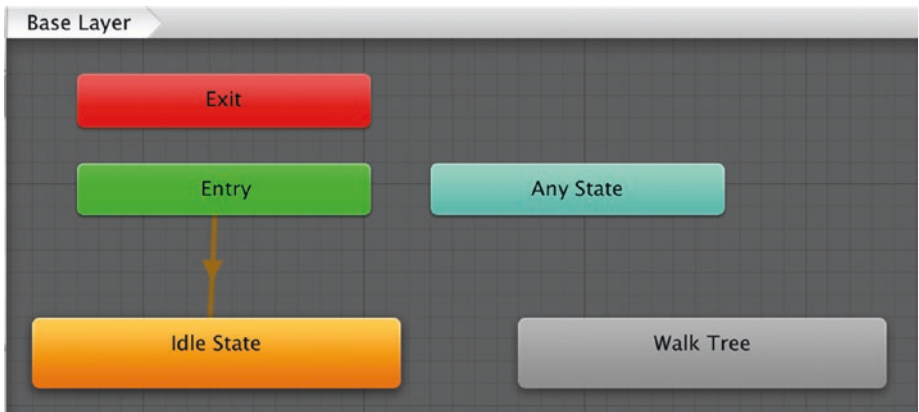 Base Layer
Exit
Entry
Any State
Idle State
Walk Tree